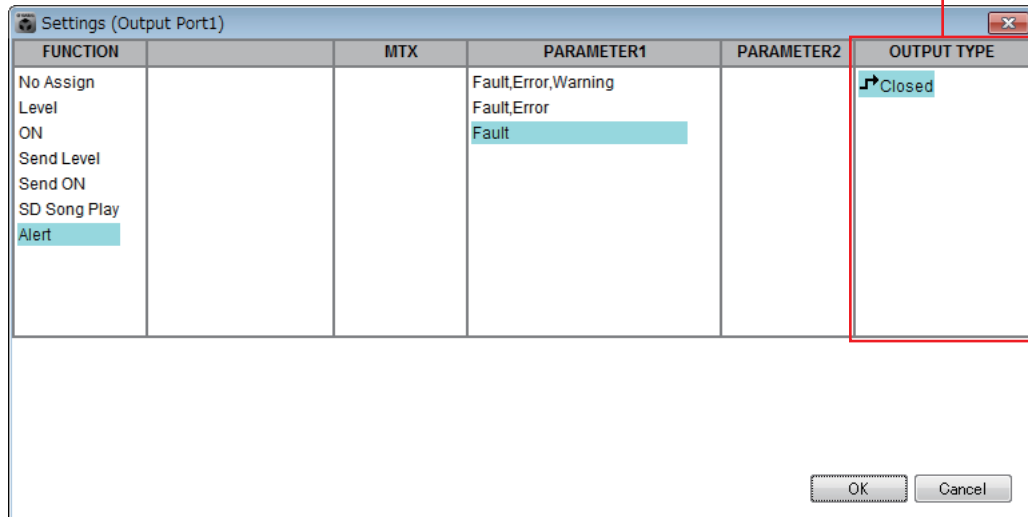 Settings (Output Port1)
FUNCTION MTX PARAMETER1 PARAMETER2 OUTPUT TYPE
No Assign Fault,Error,Warning Closed
Level Fault,Error
ON Fault
Send Level
Send ON
SD Song Play
Alert
OK Cancel